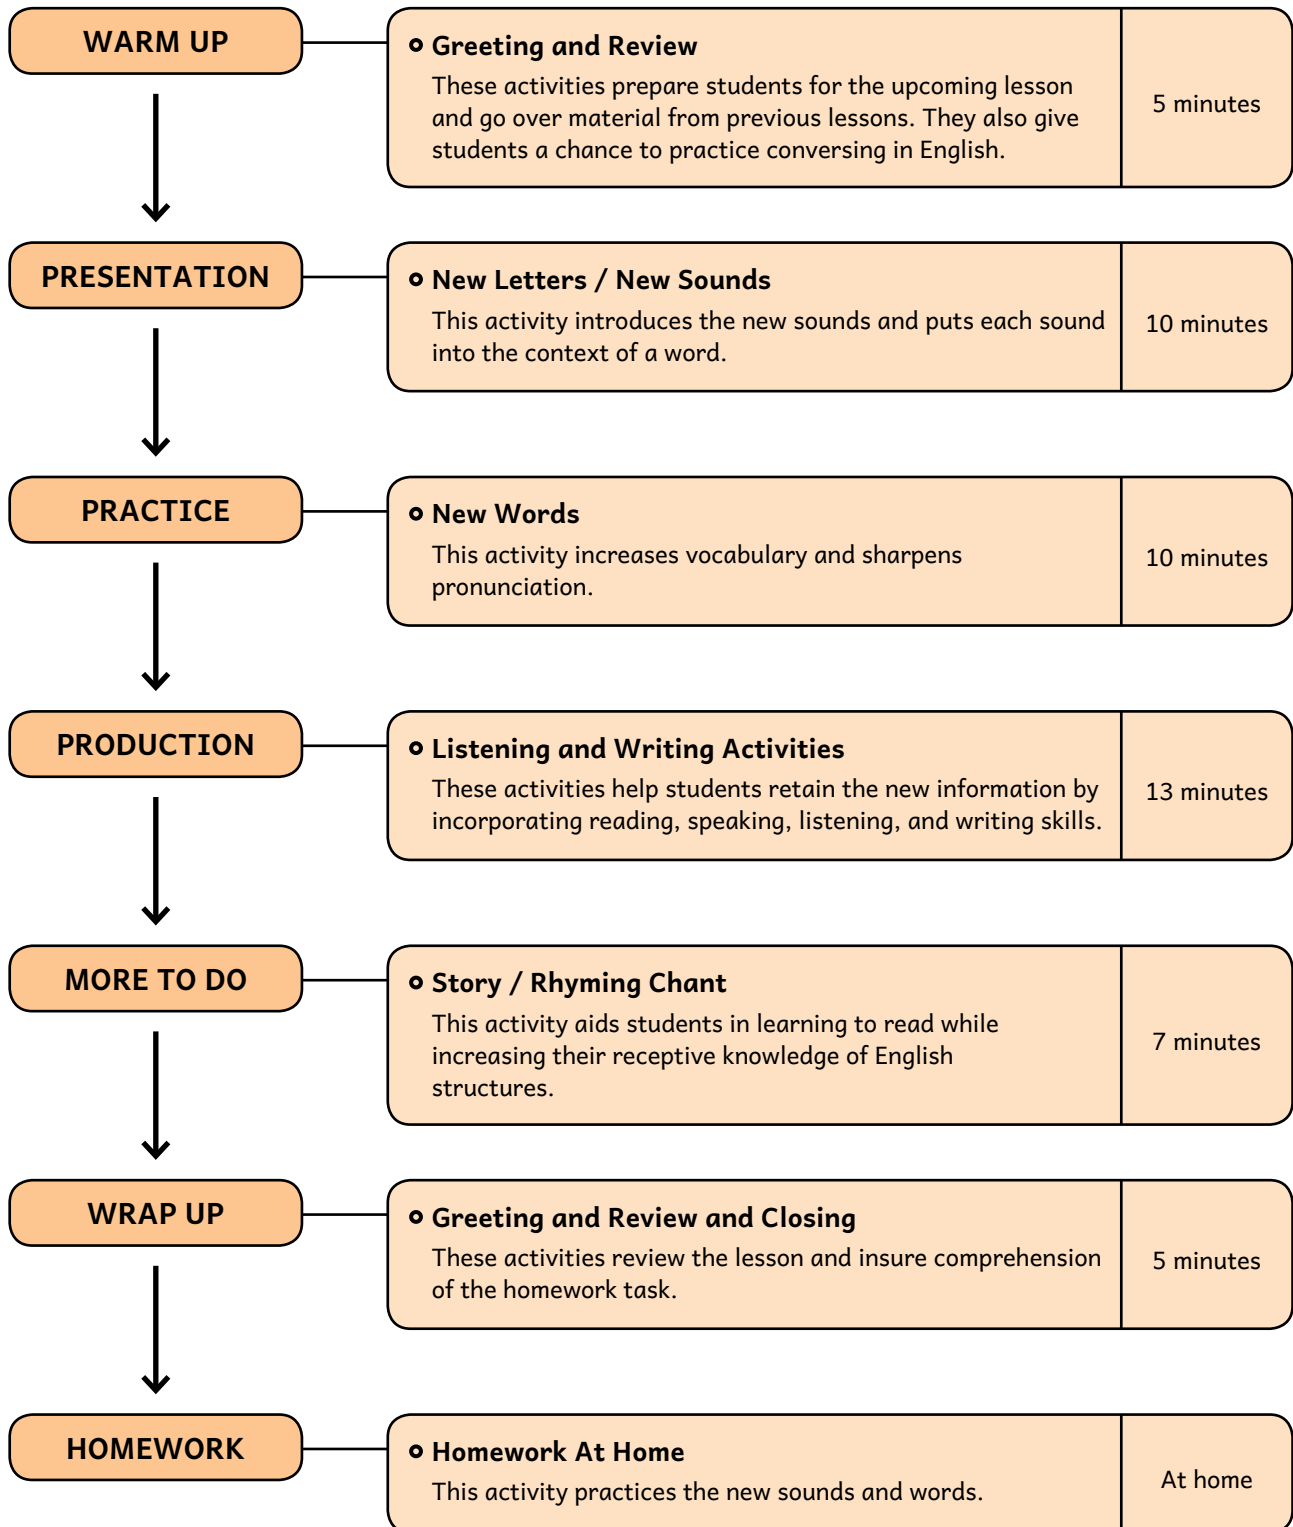 WARM UP
Greeting and Review
These activities prepare students for the upcoming lesson
and go over material from previous lessons. They also give
students a chance to practice conversing in English.
5 minutes
PRESENTATION
New Letters / New Sounds
This activity introduces the new sounds and puts each sound
into the context of a word.
10 minutes
PRACTICE
New Words
This activity increases vocabulary and sharpens
pronunciation.
10 minutes
PRODUCTION
Listening and Writing Activities
These activities help students retain the new information by
incorporating reading, speaking, listening, and writing skills.
13 minutes
MORE TO DO
Story / Rhyming Chant
This activity aids students in learning to read while
increasing their receptive knowledge of English
structures.
7 minutes
WRAP UP
Greeting and Review and Closing
These activities review the lesson and insure comprehension
of the homework task.
5 minutes
HOMEWORK
Homework At Home
This activity practices the new sounds and words.
At home